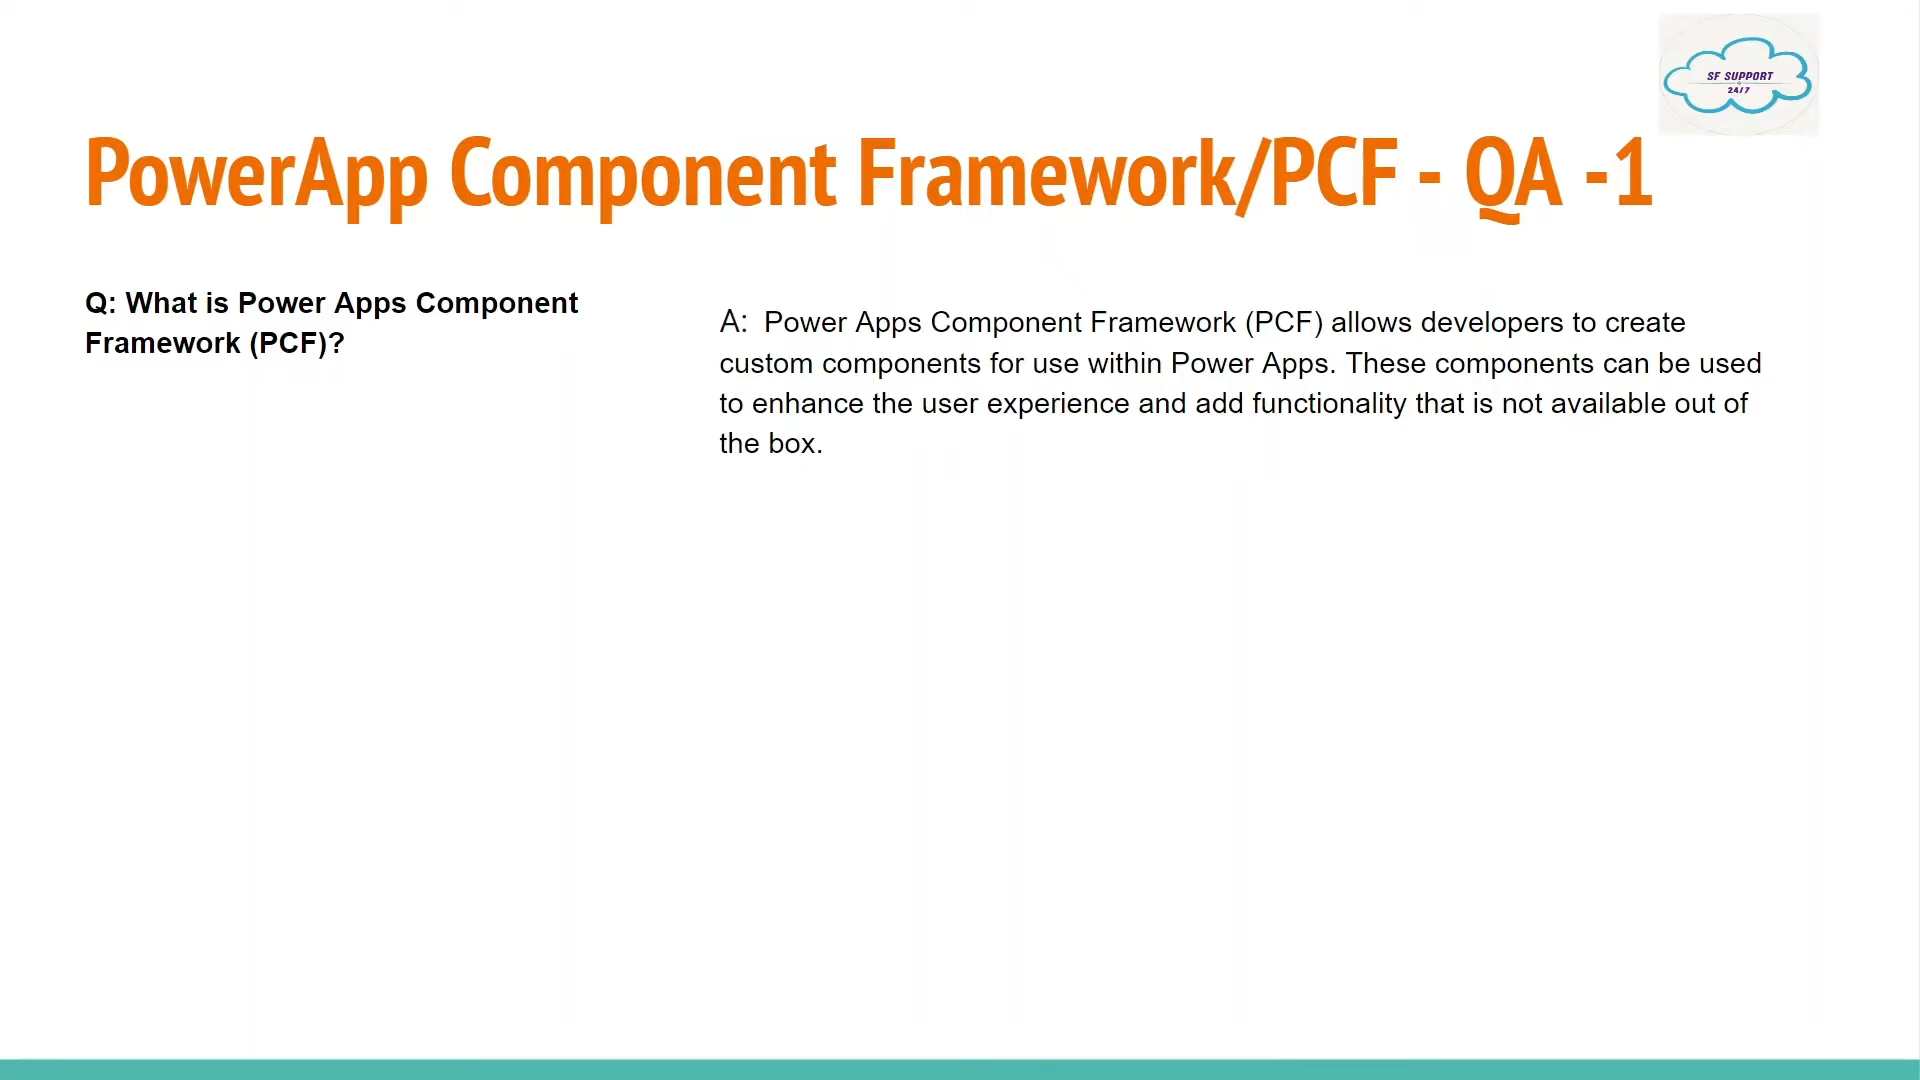 SF SUPPORT
24/7
PowerApp Component Framework/PCF - QA -1
Q: What is Power Apps Component
Framework (PCF)?
A: Power Apps Component Framework (PCF) allows developers to create
custom components for use within Power Apps. These components can be used
to enhance the user experience and add functionality that is not available out of
the box.